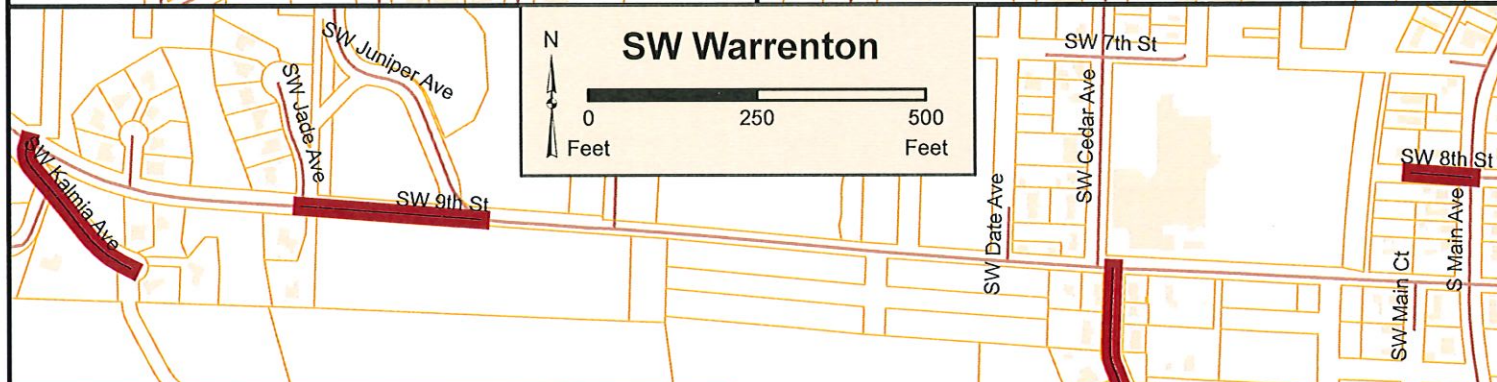 SW Warrenton
N
0 250 500
Feet Feet
SW Juniper Ave
SW Jade Ave
SW Kalmia Ave
SW 9th St
SW 7th St
SW Cedar Ave
SW Date Ave
SW 8th St
S Main Ave
SW Main Ct